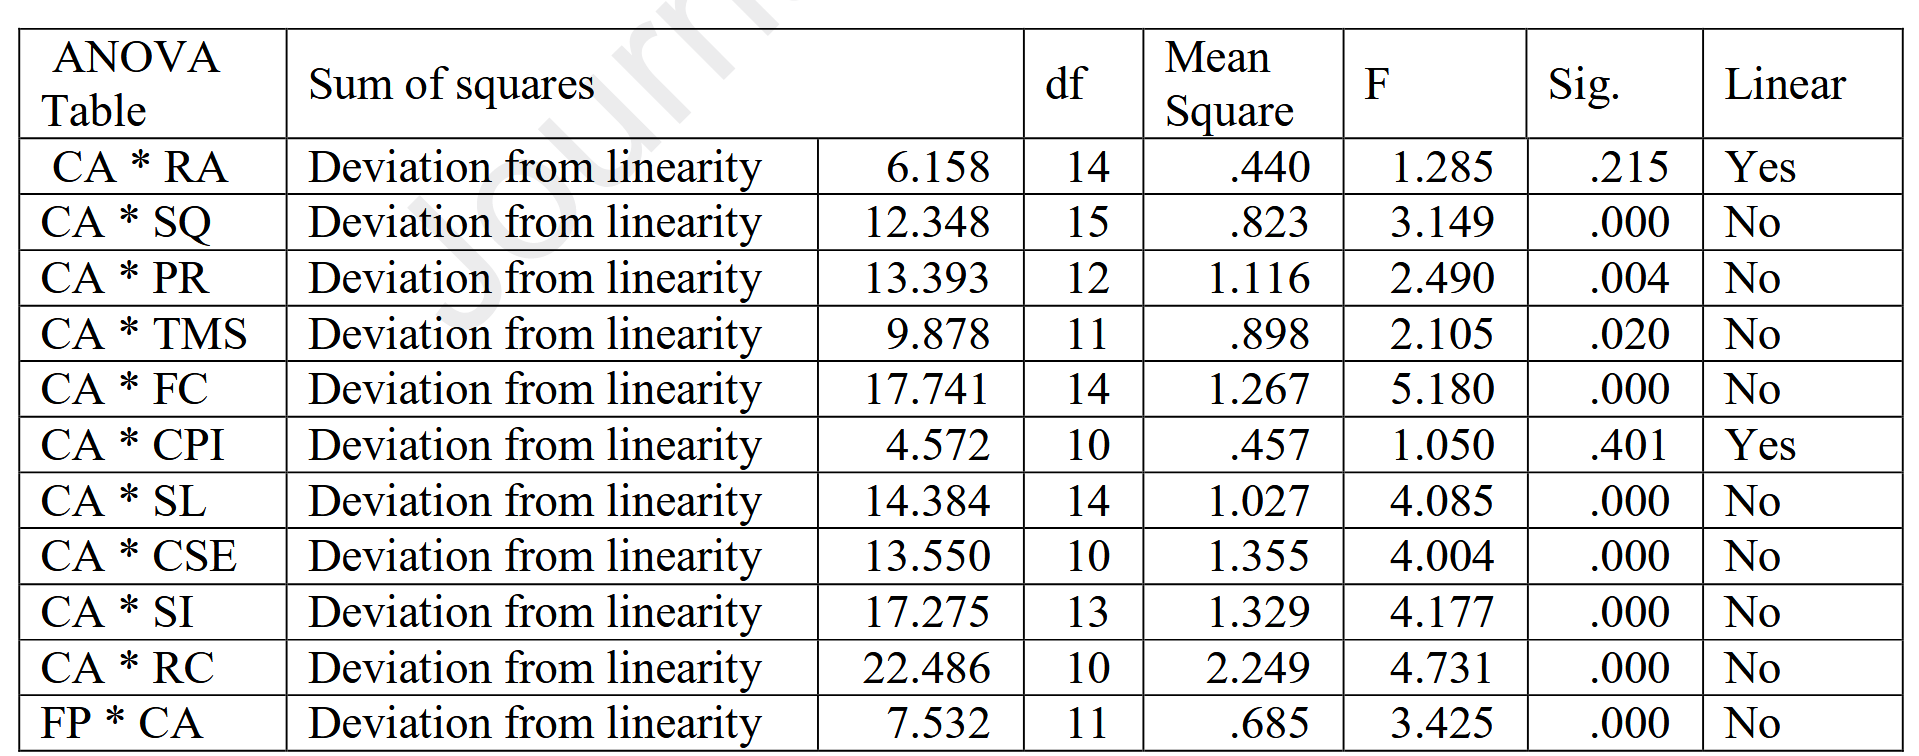 ANOVA Table Sum of squares df Mean Square F Sig. Linear
CA * RA Deviation from linearity 6.158 14 .440 1.285 .215 Yes
CA * SQ Deviation from linearity 12.348 15 .823 3.149 .000 No
CA * PR Deviation from linearity 13.393 12 1.116 2.490 .004 No
CA * TMS Deviation from linearity 9.878 11 .898 2.105 .020 No
CA * FC Deviation from linearity 17.741 14 1.267 5.180 .000 No
CA * CPI Deviation from linearity 4.572 10 .457 1.050 .401 Yes
CA * SL Deviation from linearity 14.384 14 1.027 4.085 .000 No
CA * CSE Deviation from linearity 13.550 10 1.355 4.004 .000 No
CA * SI Deviation from linearity 17.275 13 1.329 4.177 .000 No
CA * RC Deviation from linearity 22.486 10 2.249 4.731 .000 No
FP * CA Deviation from linearity 7.532 11 .685 3.425 .000 No